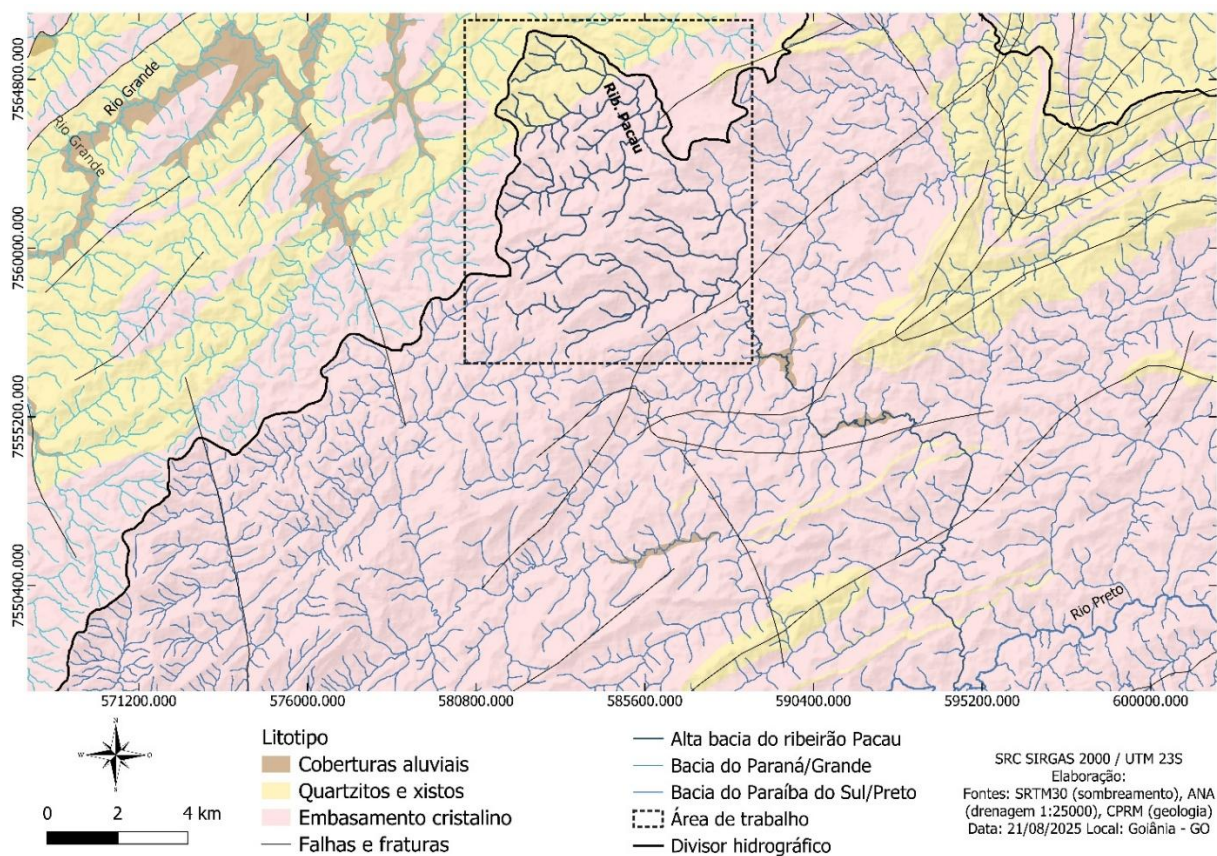 7564800.000
7560000.000
7555200.000
7550400.000
Rio Grande
Rio Grande
Rib. Pacau
Rio Preto
571200.000
576000.000
580800.000
585600.000
590400.000
595200.000
600000.000
N
W
O
S
0 2 4 km
Litotipo
Coberturas aluviais
Quartzitos e xistos
Embasamento cristalino
Falhas e fraturas
Alta bacia do ribeirão Pacau
Bacia do Paraná/Grande
Bacia do Paraíba do Sul/Preto
Área de trabalho
Divisor hidrográfico
SRC SIRGAS 2000 / UTM 23S
Elaboração:
Fontes: SRTM30 (sombreamento), ANA
(drenagem 1:25000), CPRM (geologia)
Data: 21/08/2025 Local: Goiânia - GO